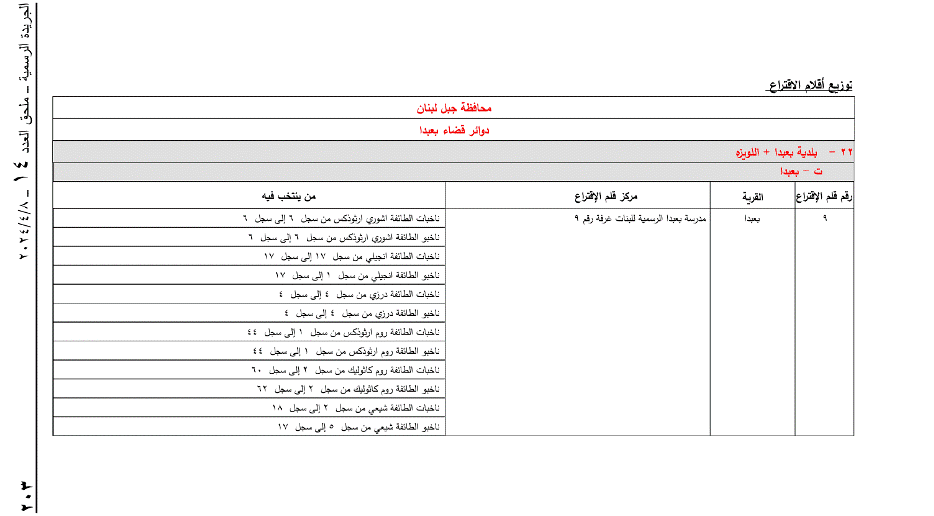 الجريدة الرسمية – ملحق العدد ١٤ – ٢٠٢٤/٤/٨
توزيع أقلام الاقتراع
محافظة جبل لبنان
دوائر قضاء بعبدا
٢٢ – بلدية بعبدا + اللويزه
ت – بعبدا
رقم قلم الإقتراع القرية مركز قلم الإقتراع من ينتخب فيه
٩ بعبدا مدرسة بعبدا الرسمية للبنات غرفة رقم ٩ ناخبات الطائفة اشوري ارثوذكس من سجل ٦ إلى سجل ٦
ناخبو الطائفة اشوري ارثوذكس من سجل ٦ إلى سجل ٦
ناخبات الطائفة انجيلي من سجل ١٧ إلى سجل ١٧
ناخبو الطائفة انجيلي من سجل ١ إلى سجل ١٧
ناخبات الطائفة درزي من سجل ٤ إلى سجل ٤
ناخبو الطائفة درزي من سجل ٤ إلى سجل ٤
ناخبات الطائفة روم ارثوذكس من سجل ١ إلى سجل ٤٤
ناخبو الطائفة روم ارثوذكس من سجل ١ إلى سجل ٤٤
ناخبات الطائفة روم كاثوليك من سجل ٢ إلى سجل ٦٠
ناخبو الطائفة روم كاثوليك من سجل ٢ إلى سجل ٦٢
ناخبات الطائفة شيعي من سجل ٢ إلى سجل ١٨
ناخبو الطائفة شيعي من سجل ٥ إلى سجل ١٧
٢٠٣